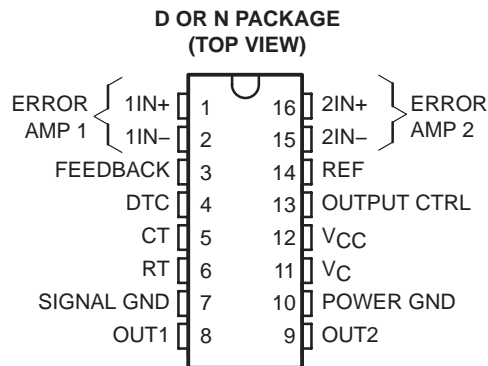 D OR N PACKAGE
(TOP VIEW)
ERROR AMP 1
1IN+ 1 16 2IN+
ERROR AMP 2
1IN– 2 15 2IN–
FEEDBACK 3 14 REF
DTC 4 13 OUTPUT CTRL
CT 5 12 VCC
RT 6 11 VC
SIGNAL GND 7 10 POWER GND
OUT1 8 9 OUT2